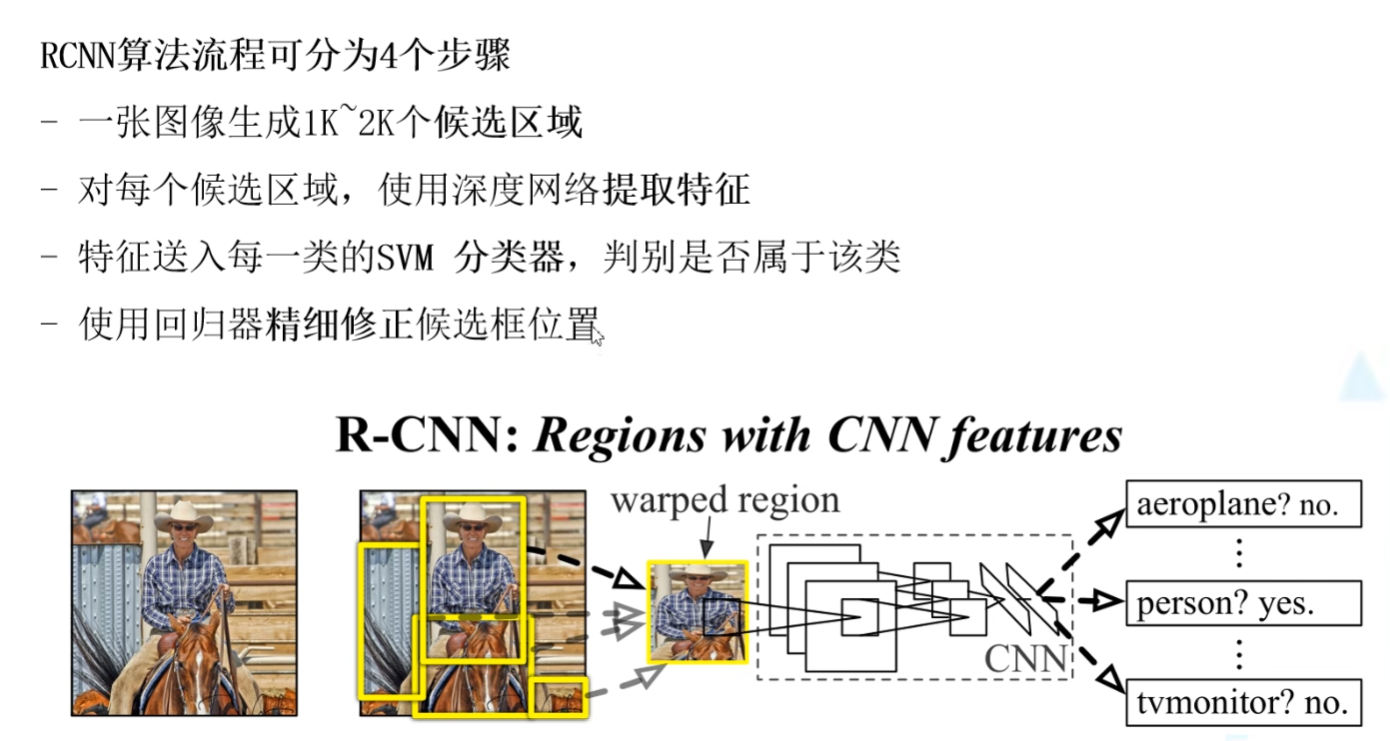 RCNN算法流程可分为4个步骤
- 一张图像生成1K~2K个候选区域
- 对每个候选区域，使用深度网络提取特征
- 特征送入每一类的SVM 分类器，判别是否属于该类
- 使用回归器精细修正候选框位置
R-CNN: Regions with CNN features
warped region
aeroplane? no.
person? yes.
CNN
tvmonitor? no.